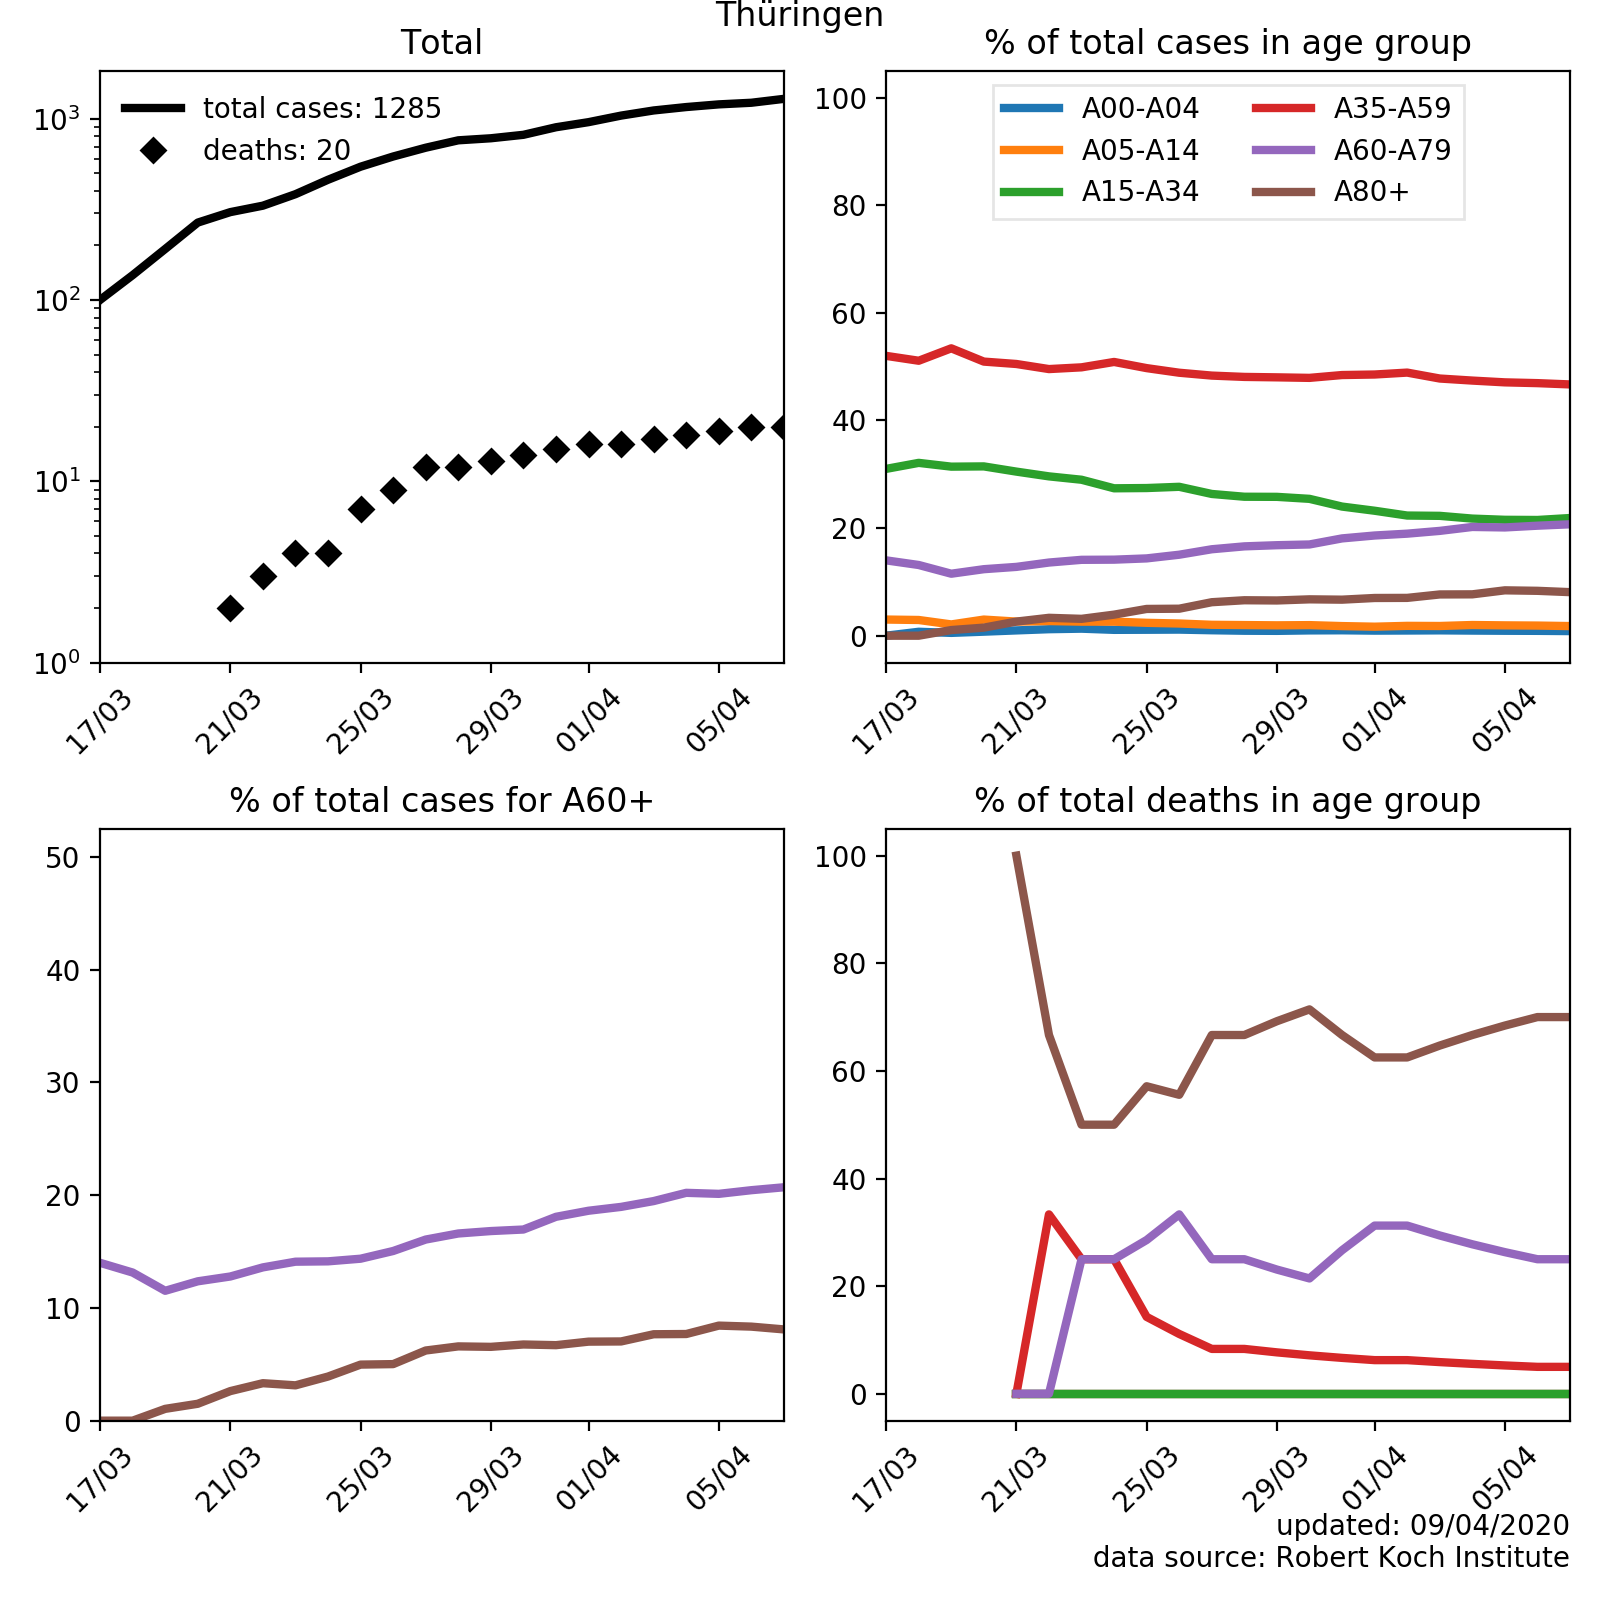 Thüringen
Total
total cases: 1285
deaths: 20
10³
10²
10¹
10⁰
17/03 21/03 25/03 29/03 01/04 05/04
% of total cases in age group
A00-A04 A35-A59
A05-A14 A60-A79
A15-A34 A80+
100
80
60
40
20
0
17/03 21/03 25/03 29/03 01/04 05/04
% of total cases for A60+
50
40
30
20
10
0
17/03 21/03 25/03 29/03 01/04 05/04
% of total deaths in age group
100
80
60
40
20
0
17/03 21/03 25/03 29/03 01/04 05/04
updated: 09/04/2020
data source: Robert Koch Institute